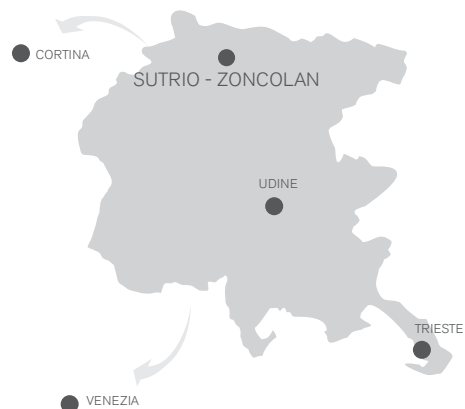 CORTINA
SUTRIO - ZONCOLAN
UDINE
TRIESTE
VENEZIA